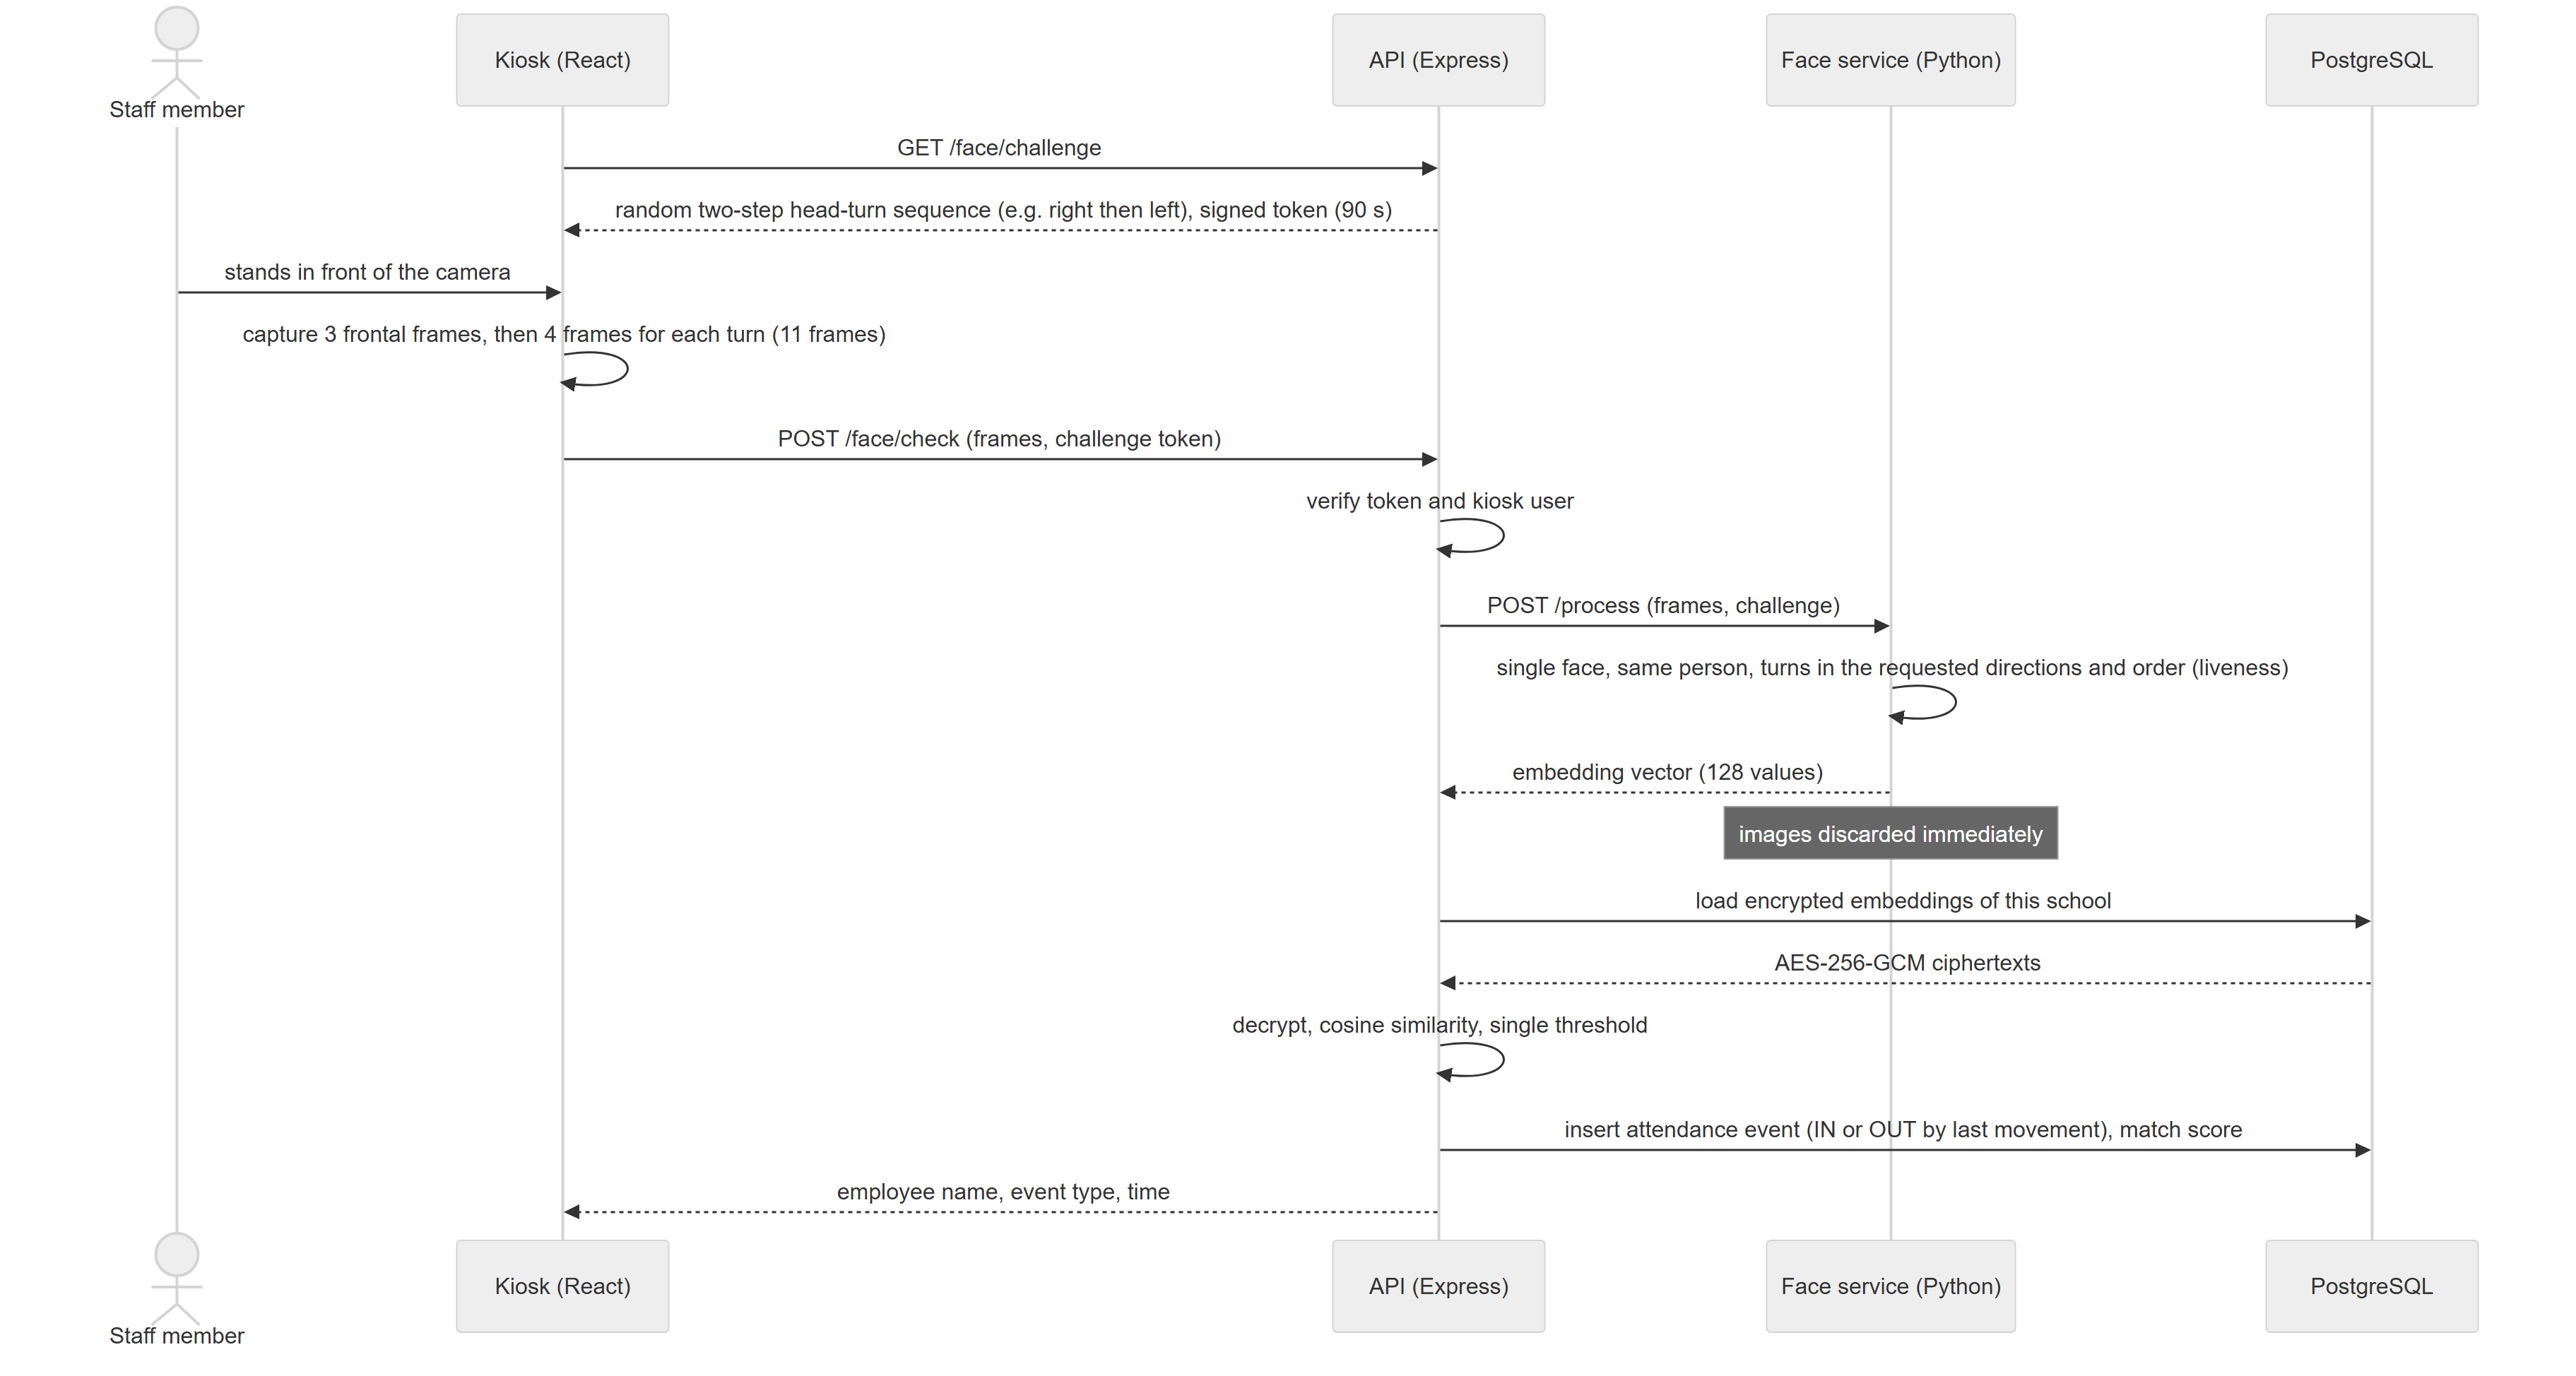 Staff member
Kiosk (React)
API (Express)
Face service (Python)
PostgreSQL
GET /face/challenge
random two-step head-turn sequence (e.g. right then left), signed token (90 s)
stands in front of the camera
capture 3 frontal frames, then 4 frames for each turn (11 frames)
POST /face/check (frames, challenge token)
verify token and kiosk user
POST /process (frames, challenge)
single face, same person, turns in the requested directions and order (liveness)
embedding vector (128 values)
images discarded immediately
load encrypted embeddings of this school
AES-256-GCM ciphertexts
decrypt, cosine similarity, single threshold
insert attendance event (IN or OUT by last movement), match score
employee name, event type, time
Staff member
Kiosk (React)
API (Express)
Face service (Python)
PostgreSQL